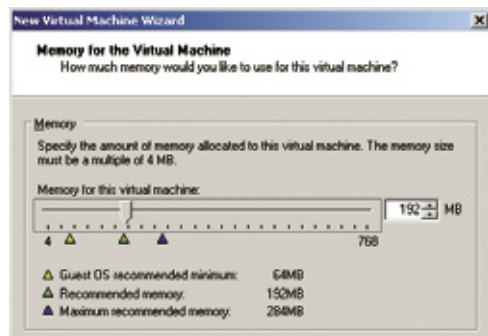 New Virtual Machine Wizard
Memory for the Virtual Machine
How much memory would you like to use for this virtual machine?
Memory
Specify the amount of memory allocated to this virtual machine. The memory size
must be a multiple of 4 MB.
Memory for this virtual machine:
192 MB
4 768
Guest OS recommended minimum: 64MB
Recommended memory: 192MB
Maximum recommended memory: 284MB